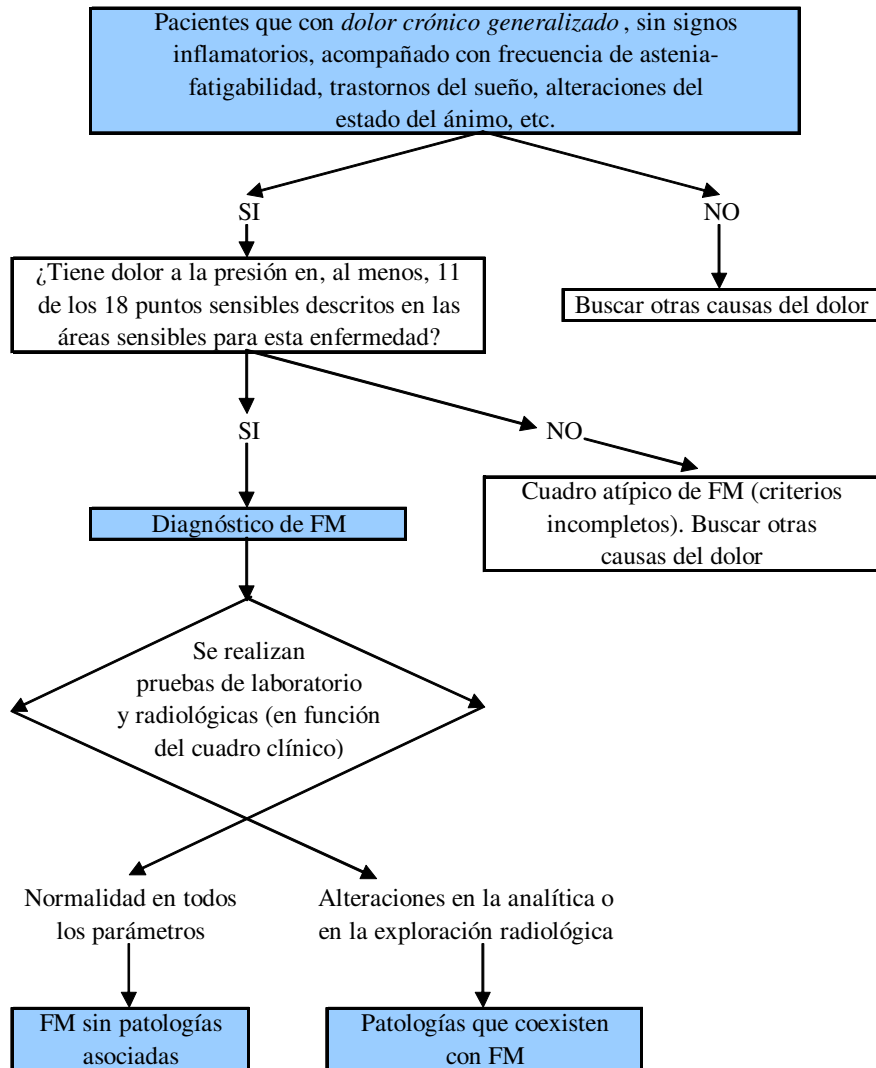 Pacientes que con dolor crónico generalizado, sin signos
inflamatorios, acompañado con frecuencia de astenia-
fatigabilidad, trastornos del sueño, alteraciones del
estado del ánimo, etc.
SI
NO
¿Tiene dolor a la presión en, al menos, 11
de los 18 puntos sensibles descritos en las
áreas sensibles para esta enfermedad?
Buscar otras causas del dolor
SI
NO
Cuadro atípico de FM (criterios
incompletos). Buscar otras
causas del dolor
Diagnóstico de FM
Se realizan
pruebas de laboratorio
y radiológicas (en función
del cuadro clínico)
Normalidad en todos
los parámetros
Alteraciones en la analítica o
en la exploración radiológica
FM sin patologías
asociadas
Patologías que coexisten
con FM